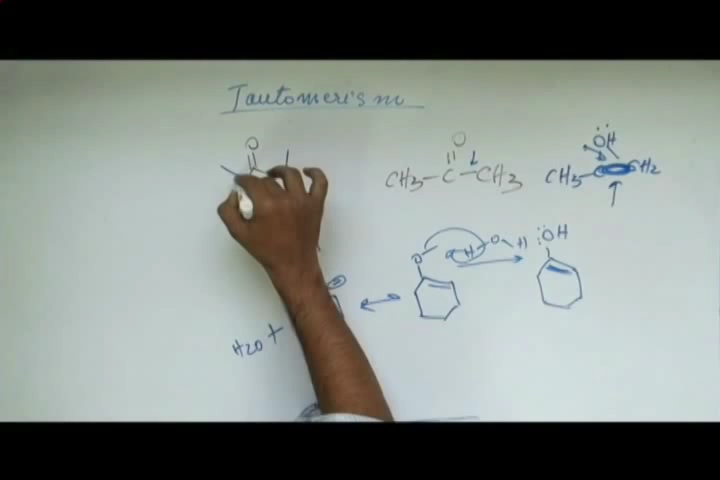 Tautomerism
O
O
CH3-C-CH3
OH
CH3-C=CH2
O
H-O-H
OH
H2O+